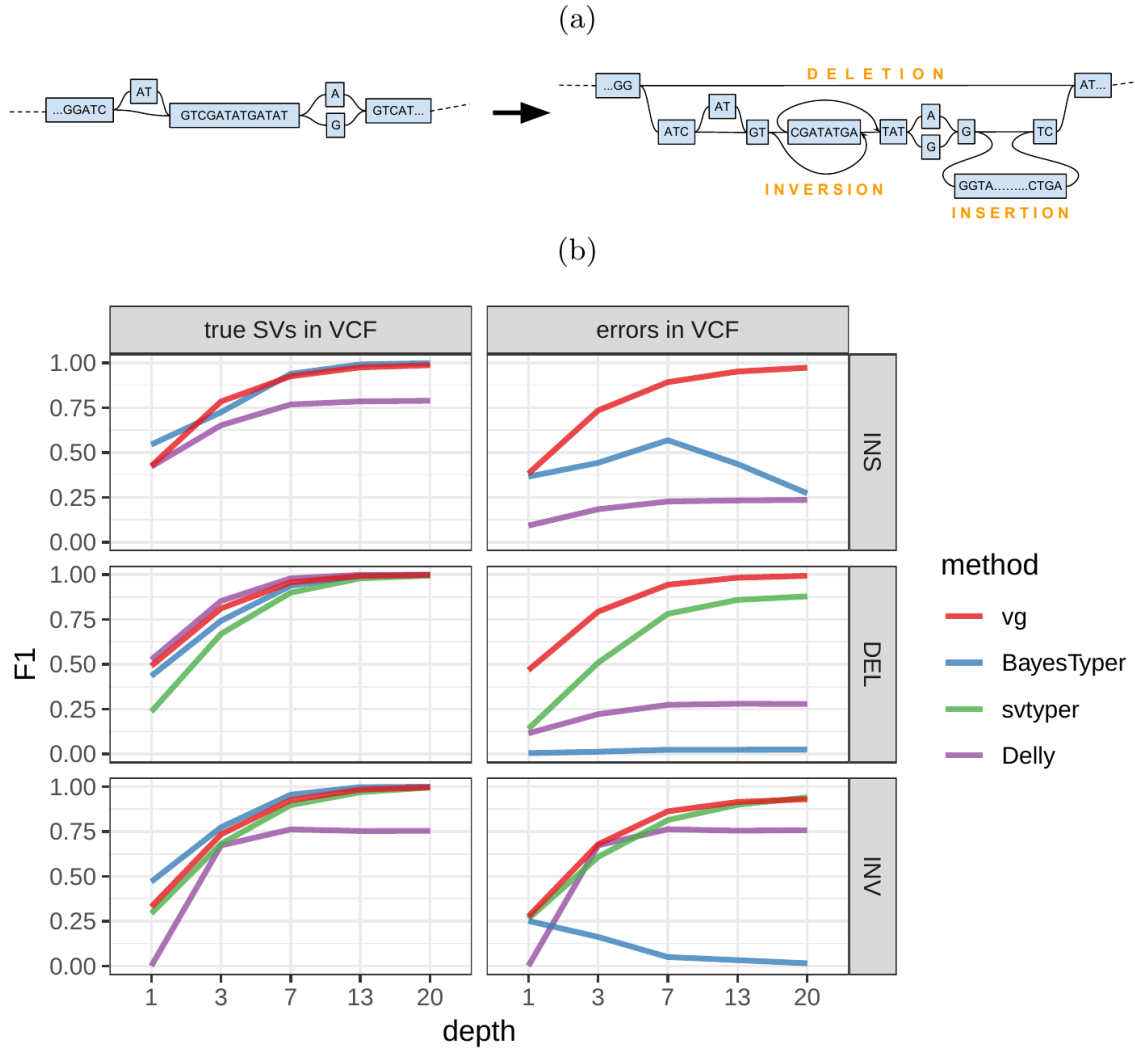 (a)
...GGATC
AT
GTCGATATGATAT
A
G
GTCAT...
...GG
DELETION
AT...
ATC
AT
GT
CGATATGA
TAT
A
G
G
TC
INVERSION
GGTA.........CTGA
INSERTION
(b)
true SVs in VCF
errors in VCF
1.00
0.75
0.50
0.25
0.00
INS
1.00
0.75
0.50
0.25
0.00
DEL
1.00
0.75
0.50
0.25
0.00
INV
F1
1 3 7 13 20
1 3 7 13 20
depth
method
vg
BayesTyper
svtyper
Delly